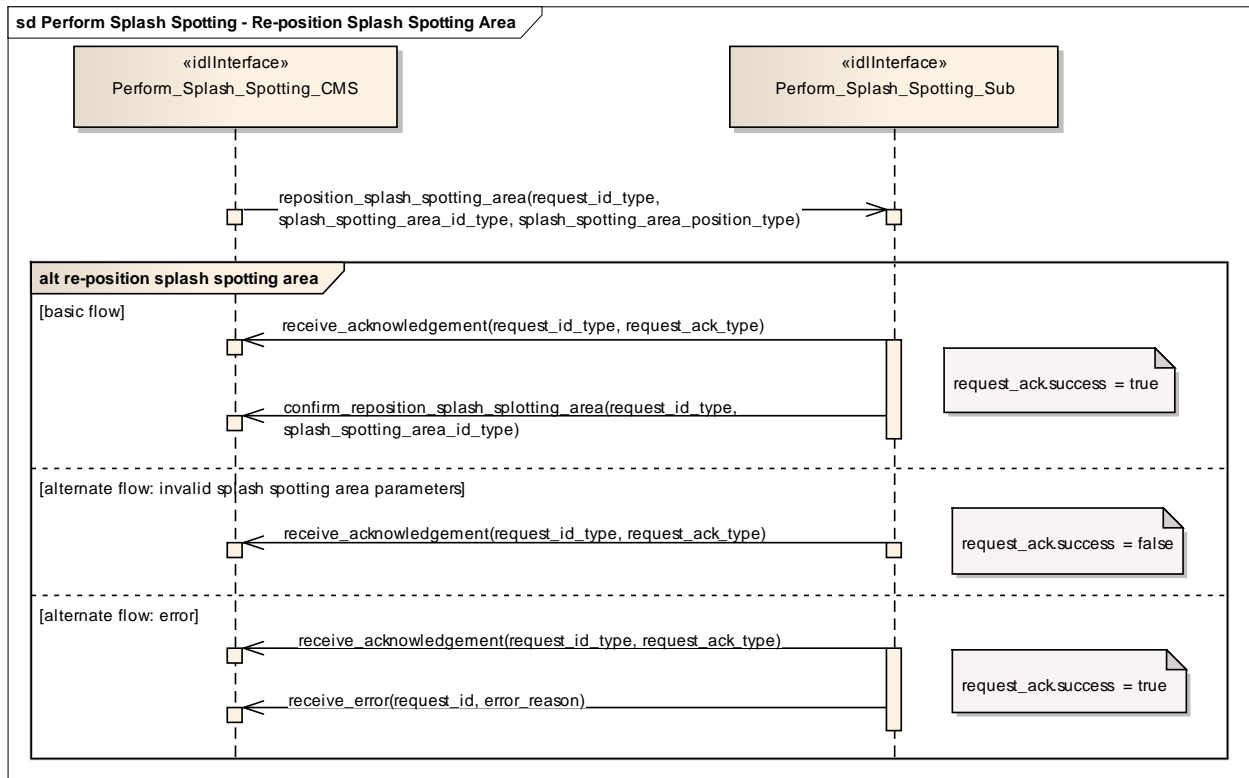 sd Perform Splash Spotting - Re-position Splash Spotting Area
«idlInterface»
Perform_Splash_Spotting_CMS
«idlInterface»
Perform_Splash_Spotting_Sub
reposition_splash_spotting_area(request_id_type,
splash_spotting_area_id_type, splash_spotting_area_position_type)
alt re-position splash spotting area
[basic flow]
receive_acknowledgement(request_id_type, request_ack_type)
request_ack.success = true
confirm_reposition_splash_splotting_area(request_id_type,
splash_spotting_area_id_type)
[alternate flow: invalid splash spotting area parameters]
receive_acknowledgement(request_id_type, request_ack_type)
request_ack.success = false
[alternate flow: error]
receive_acknowledgement(request_id_type, request_ack_type)
request_ack.success = true
receive_error(request_id, error_reason)